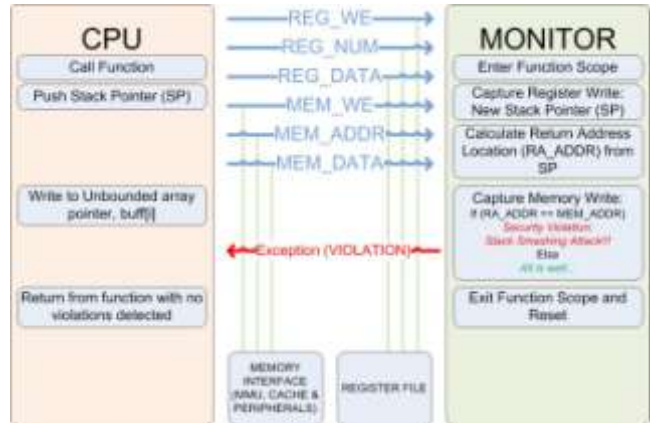 CPU
Call Function
Push Stack Pointer (SP)
Write to Unbounded array
pointer, buff[i]
Return from function with no
violations detected
REG_WE
REG_NUM
REG_DATA
MEM_WE
MEM_ADDR
MEM_DATA
Exception (VIOLATION)
MEMORY
INTERFACE
(MMU, CACHE &
PERIPHERALS)
REGISTER FILE
MONITOR
Enter Function Scope
Capture Register Write:
New Stack Pointer (SP)
Calculate Return Address
Location (RA_ADDR) from
SP
Capture Memory Write:
If (RA_ADDR == MEM_ADDR)
Security Violation
Stack Smashing Attack!!!
Else
All is well...
Exit Function Scope and
Reset